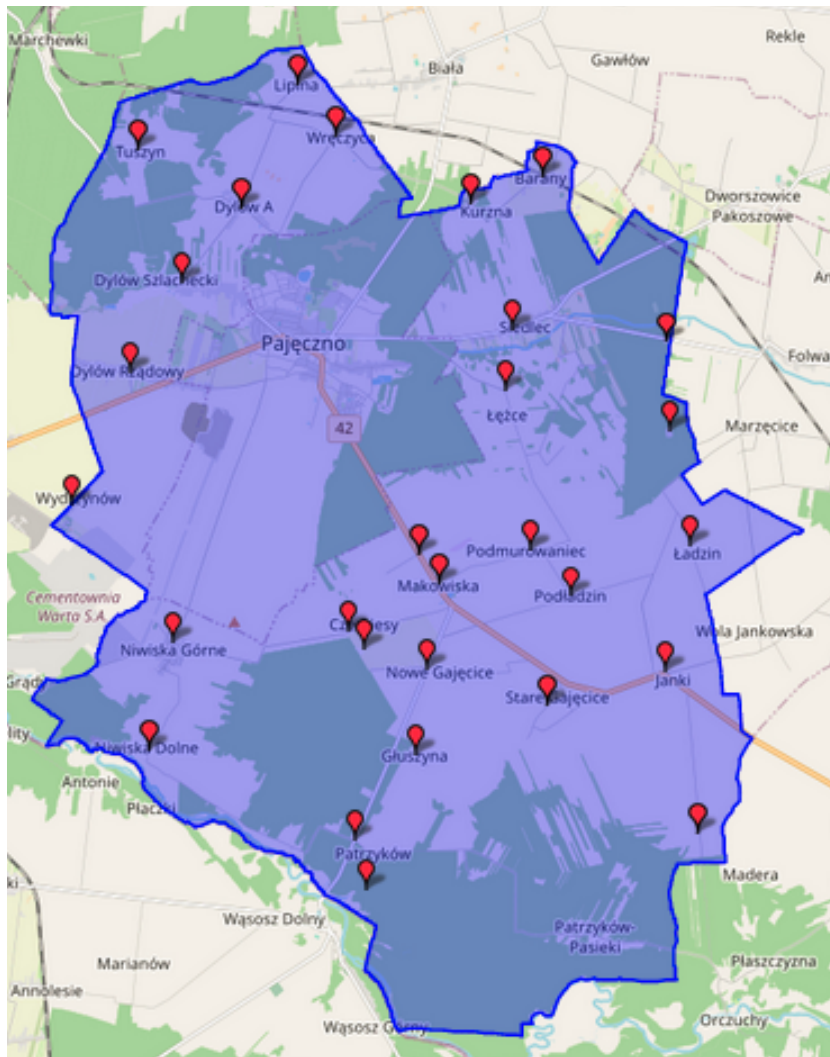 Marchewki
Rekle
Gawłów
Biała
Lipina
Wręczyca
Tuszyn
Barany
Dworszowice
Pakoszowe
Kurzna
Dylów A
Dylów Szlachecki
Siedlec
Pajęczno
Folwa
Dylów Rządowy
Łężce
42
Marzęcice
Wydrzynów
Podmurowaniec
Ładzin
Makowiska
Podładzin
Cementownia
Warta S.A.
Wola Jankowska
Niwiska Górne
Nowe Gajęcice
Janki
Grądy
Stare Gajęcice
Niwiska Dolne
Głuszyna
Antonie
Płaczki
Patrzyków
Madera
Wąsosz Dolny
Patrzyków-
Pasieki
Marianów
Płaszczyzna
Annolesie
Wąsosz Górny
Orczuchy